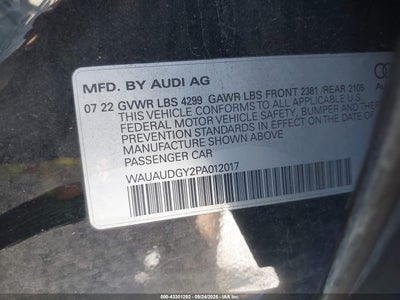 MFD. BY AUDI AG
07 22 GVWR LBS 4299 GAWR LBS FRONT 2381 /REAR 2105
THIS VEHICLE CONFORMS TO ALL APPLICABLE U.S.
FEDERAL MOTOR VEHICLE SAFETY, BUMPER AND THEFT
PREVENTION STANDARDS IN EFFECT ON THE DATE OF
MANUFACTURE SHOWN ABOVE
PASSENGER CAR
WAUAUDGY2PA012017
000-43301292 - 09/24/2025 - IAA Inc.